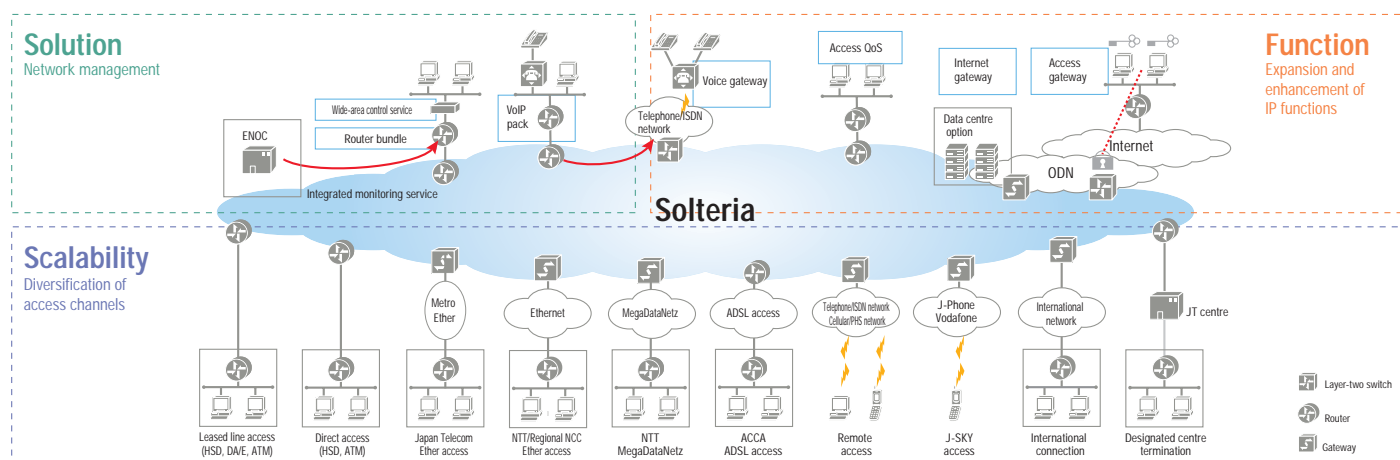 Solution
Network management
Function
Expansion and
enhancement of
IP functions
Wide-area control service
Router bundle
ENOC
Integrated monitoring service
VoIP
pack
Voice gateway
Telephone/ISDN
network
Access QoS
Internet
gateway
Access
gateway
Data centre
option
Internet
ODN
Solteria
Scalability
Diversification of
access channels
Metro
Ether
Ethernet
MegaDataNetz
ADSL access
Telephone/ISDN network
Cellular/PHS network
J-Phone
Vodafone
International
network
JT centre
Layer-two switch
Router
Gateway
Leased line access
(HSD, DA/E, ATM)
Direct access
(HSD, ATM)
Japan Telecom
Ether access
NTT/Regional NCC
Ether access
NTT
MegaDataNetz
ACCA
ADSL access
Remote
access
J-SKY
access
International
connection
Designated centre
termination